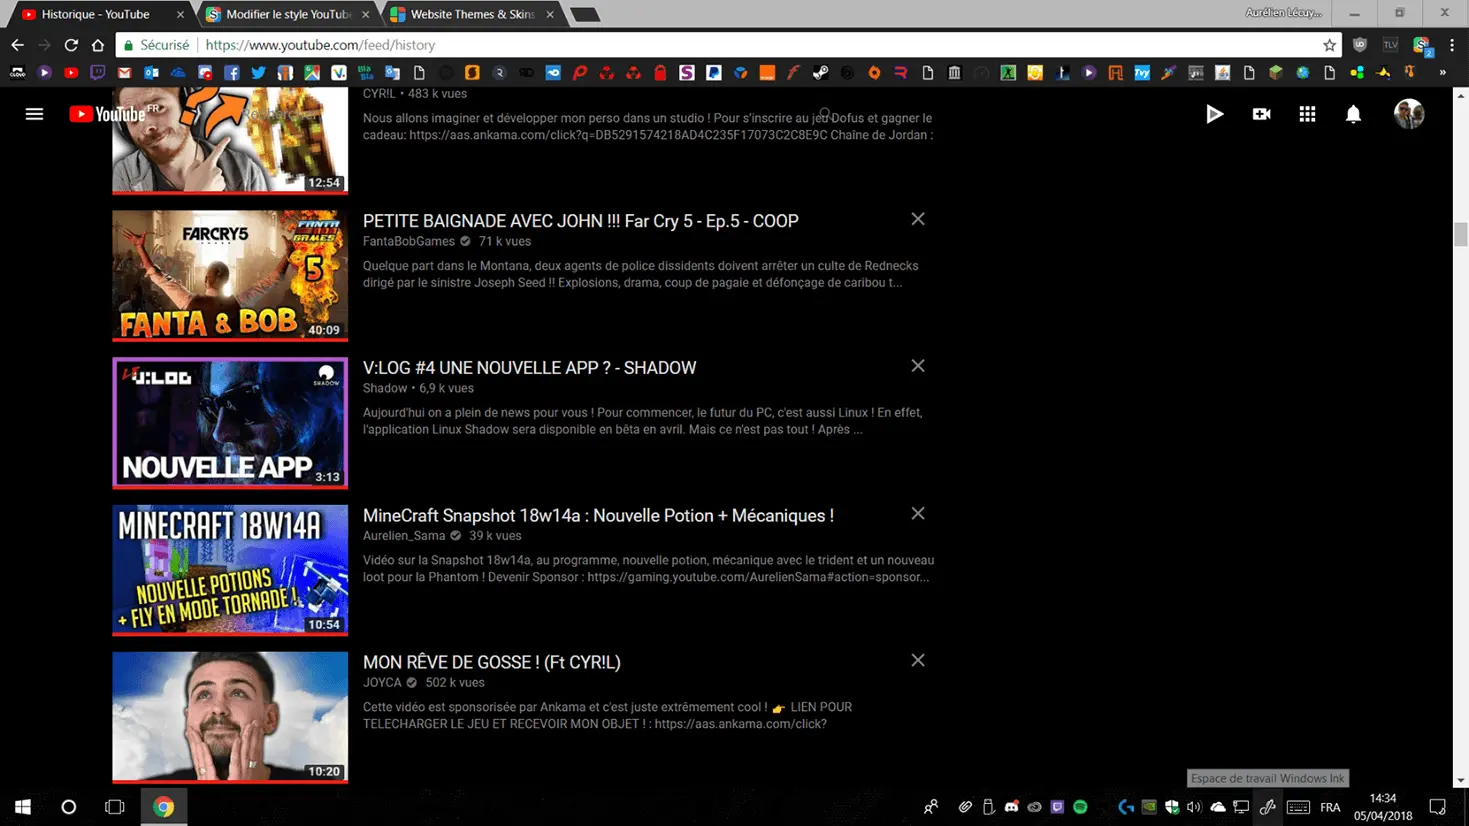 Historique - YouTube
Modifier le style YouTube
Website Themes & Skins
Aurélien Lécuy...
Sécurisé
https://www.youtube.com/feed/history
YouTube FR
CYR!L • 483 k vues
Nous allons imaginer et développer mon perso dans un studio ! Pour s'inscrire au jeu Dofus et gagner le
cadeau: https://aas.ankama.com/click?q=DB5291574218AD4C235F17073C2C8E9C Chaîne de Jordan :
12:54
PETITE BAIGNADE AVEC JOHN !!! Far Cry 5 - Ep.5 - COOP
FantaBobGames 71 k vues
Quelque part dans le Montana, deux agents de police dissidents doivent arrêter un culte de Rednecks
dirigé par le sinistre Joseph Seed !! Explosions, drama, coup de pagaie et défonçage de caribou t...
FARCRY5
FANTA
GAMES
5
FANTA & BOB
40:09
V:LOG #4 UNE NOUVELLE APP ? - SHADOW
Shadow • 6,9 k vues
Aujourd'hui on a plein de news pour vous ! Pour commencer, le futur du PC, c'est aussi Linux ! En effet,
l'application Linux Shadow sera disponible en bêta en avril. Mais ce n'est pas tout ! Après ...
LE V:LOG
SHADOW
NOUVELLE APP
3:13
MineCraft Snapshot 18w14a : Nouvelle Potion + Mécaniques !
Aurelien_Sama 39 k vues
Vidéo sur la Snapshot 18w14a, au programme, nouvelle potion, mécanique avec le trident et un nouveau
loot pour la Phantom ! Devenir Sponsor : https://gaming.youtube.com/AurelienSama#action=sponsor...
MINECRAFT 18W14A
NOUVELLE POTIONS
+ FLY EN MODE TORNADE !
10:54
MON RÊVE DE GOSSE ! (Ft CYR!L)
JOYCA 502 k vues
Cette vidéo est sponsorisée par Ankama et c'est juste extrêmement cool ! 👉 LIEN POUR
TELECHARGER LE JEU ET RECEVOIR MON OBJET ! : https://aas.ankama.com/click?
10:20
Espace de travail Windows Ink
FRA
14:34
05/04/2018